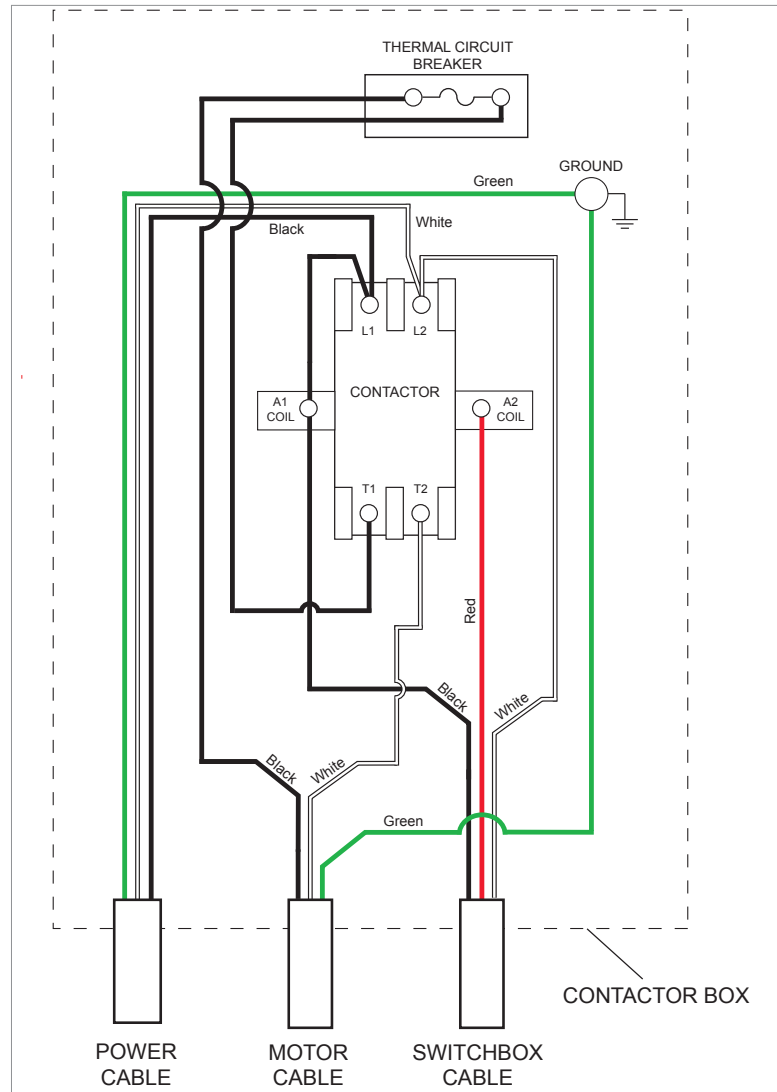 THERMAL CIRCUIT
BREAKER
GROUND
Green
White
Black
L1
L2
A1
COIL
CONTACTOR
A2
COIL
T1
T2
Red
Black
White
Black
White
Green
CONTACTOR BOX
POWER
CABLE
MOTOR
CABLE
SWITCHBOX
CABLE